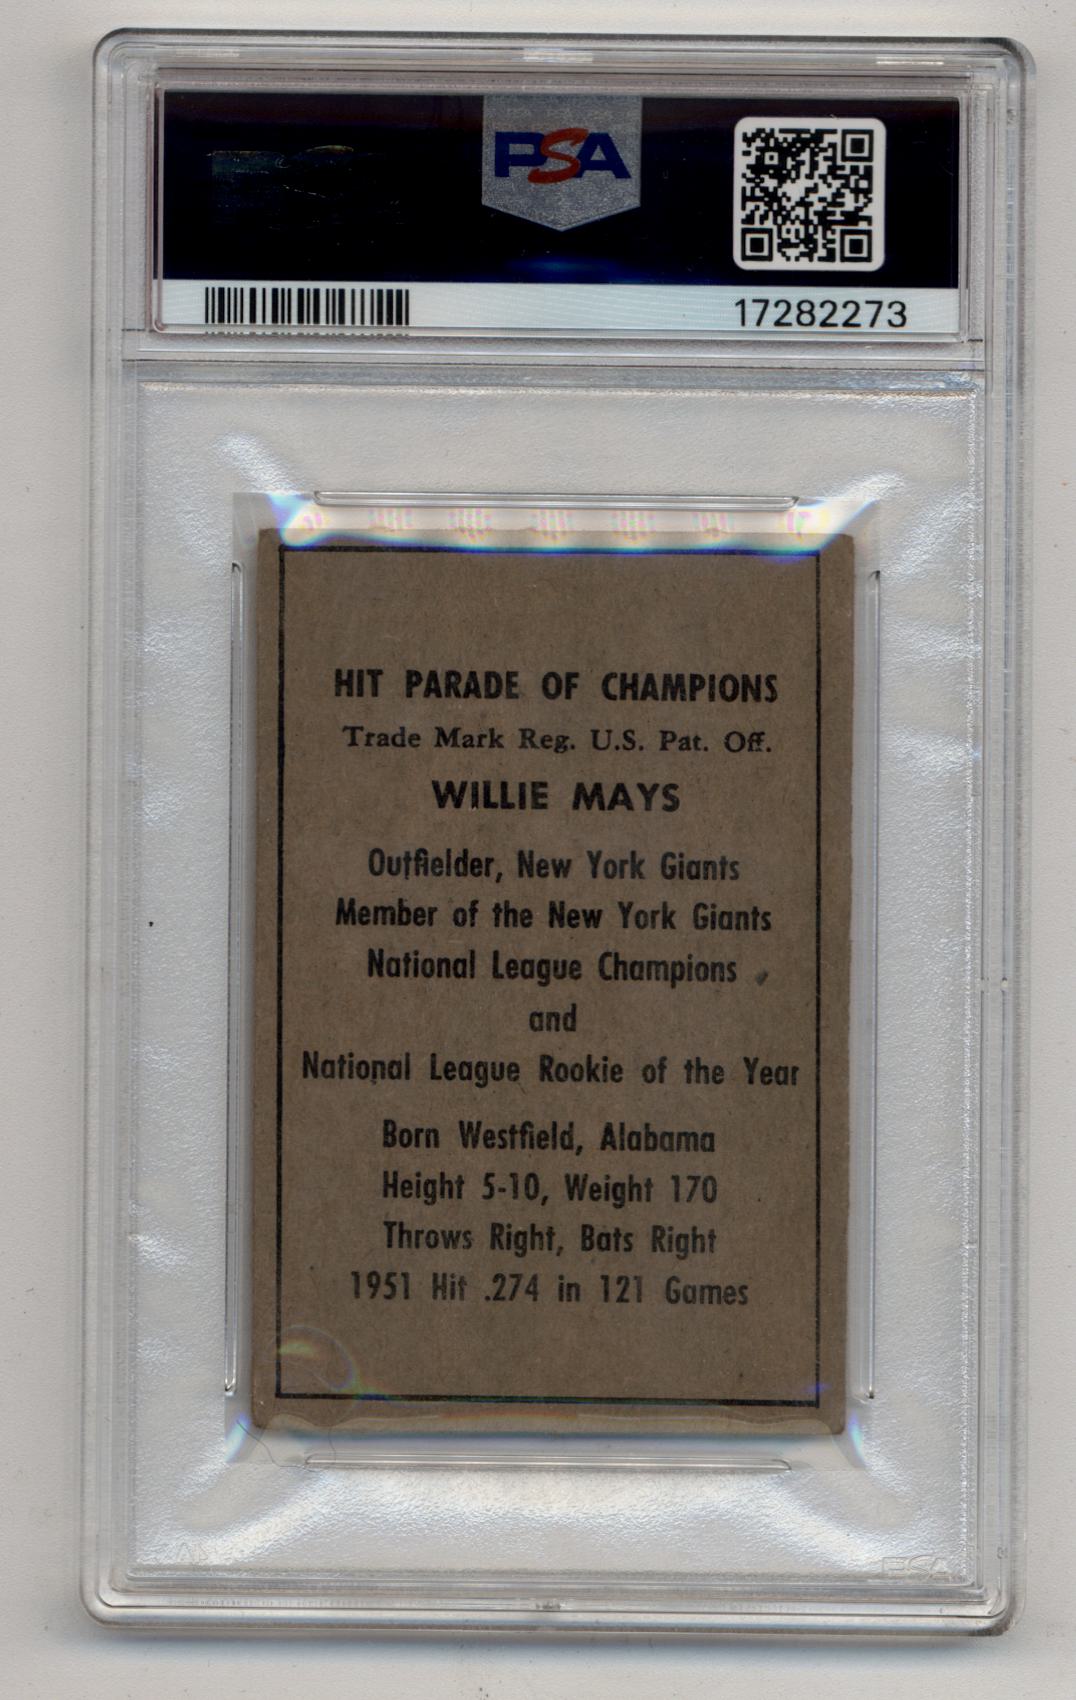 PSA
17282273
HIT PARADE OF CHAMPIONS
Trade Mark Reg. U.S. Pat. Off.
WILLIE MAYS
Outfielder, New York Giants
Member of the New York Giants
National League Champions
and
National League Rookie of the Year
Born Westfield, Alabama
Height 5-10, Weight 170
Throws Right, Bats Right
1951 Hit .274 in 121 Games
PSA